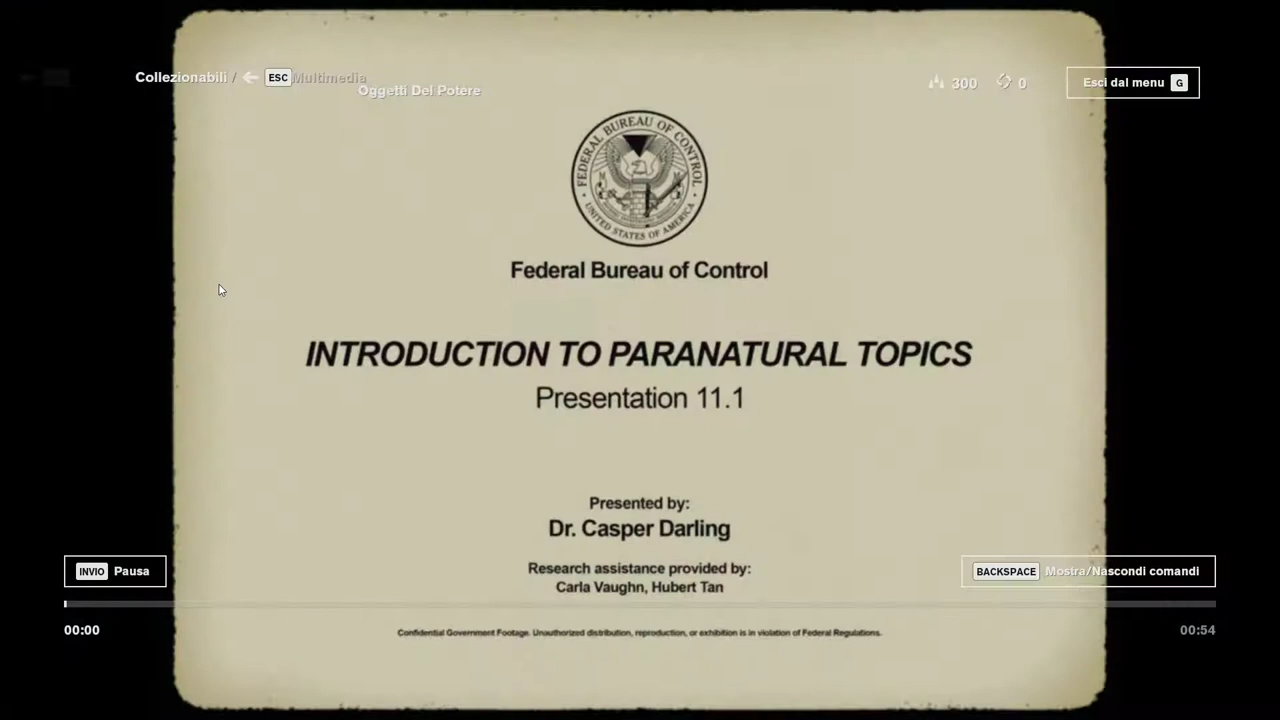 Collezionabili / ESC Multimedia
Oggetti Del Potere
300 0
Esci dal menu G
FEDERAL BUREAU OF CONTROL
UNITED STATES OF AMERICA
Federal Bureau of Control
INTRODUCTION TO PARANATURAL TOPICS
Presentation 11.1
Presented by:
Dr. Casper Darling
Research assistance provided by:
Carla Vaughn, Hubert Tan
INVIO Pausa
BACKSPACE Mostra/Nascondi comandi
00:00
00:54
Confidential Government Footage. Unauthorized distribution, reproduction, or exhibition is in violation of Federal Regulations.